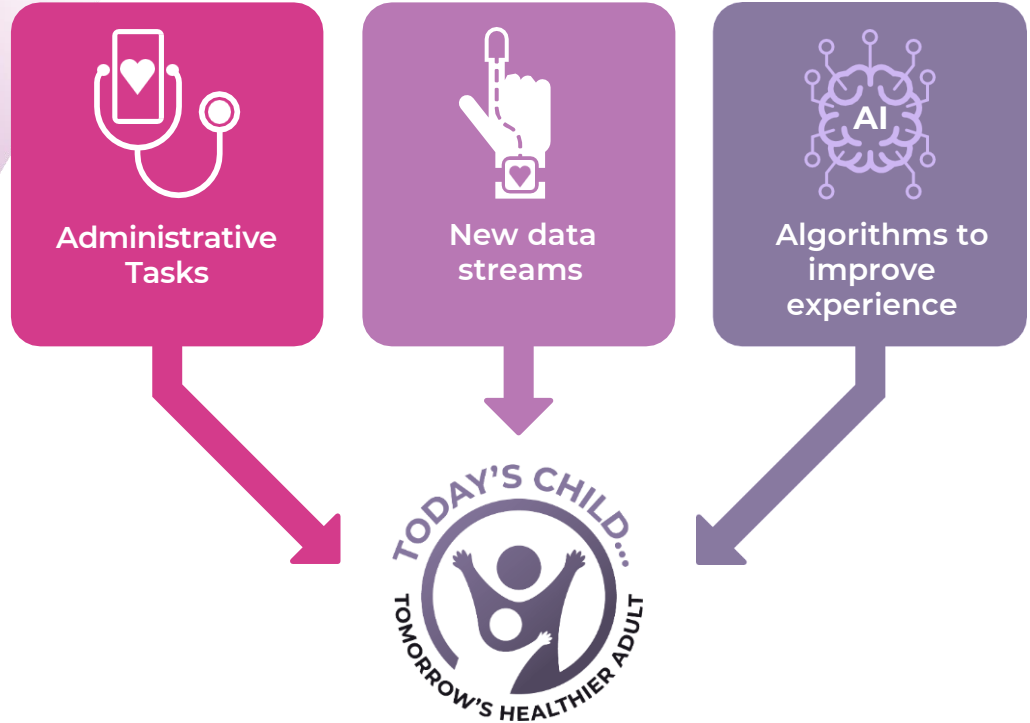 Administrative
Tasks
New data
streams
AI
Algorithms to
improve
experience
TODAY'S CHILD...
TOMORROW'S HEALTHIER ADULT